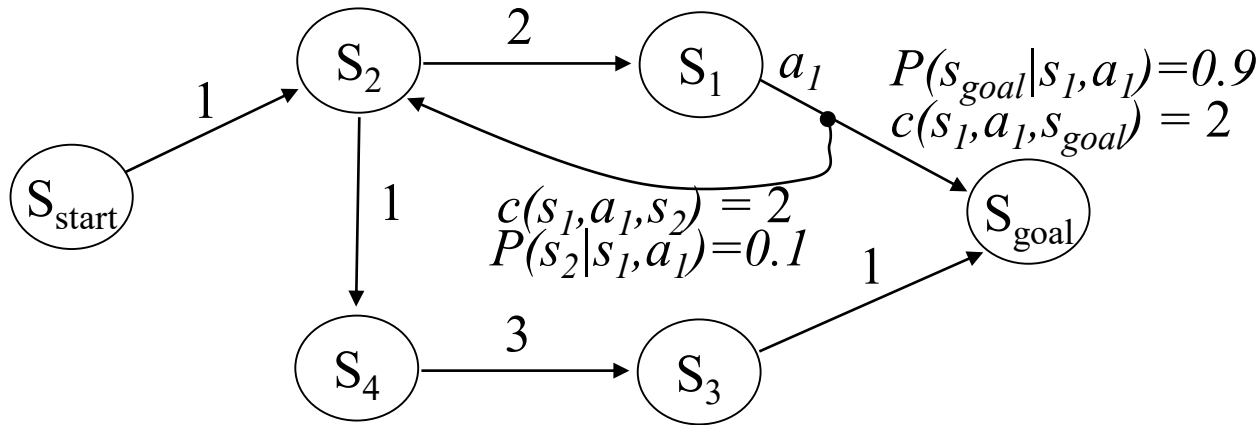 2
S2
S1
a1
P(sgoal|s1,a1)=0.9
1
c(s1,a1,sgoal) = 2
Sstart
1
c(s1,a1,s2) = 2
Sgoal
P(s2|s1,a1)=0.1
1
3
S4
S3